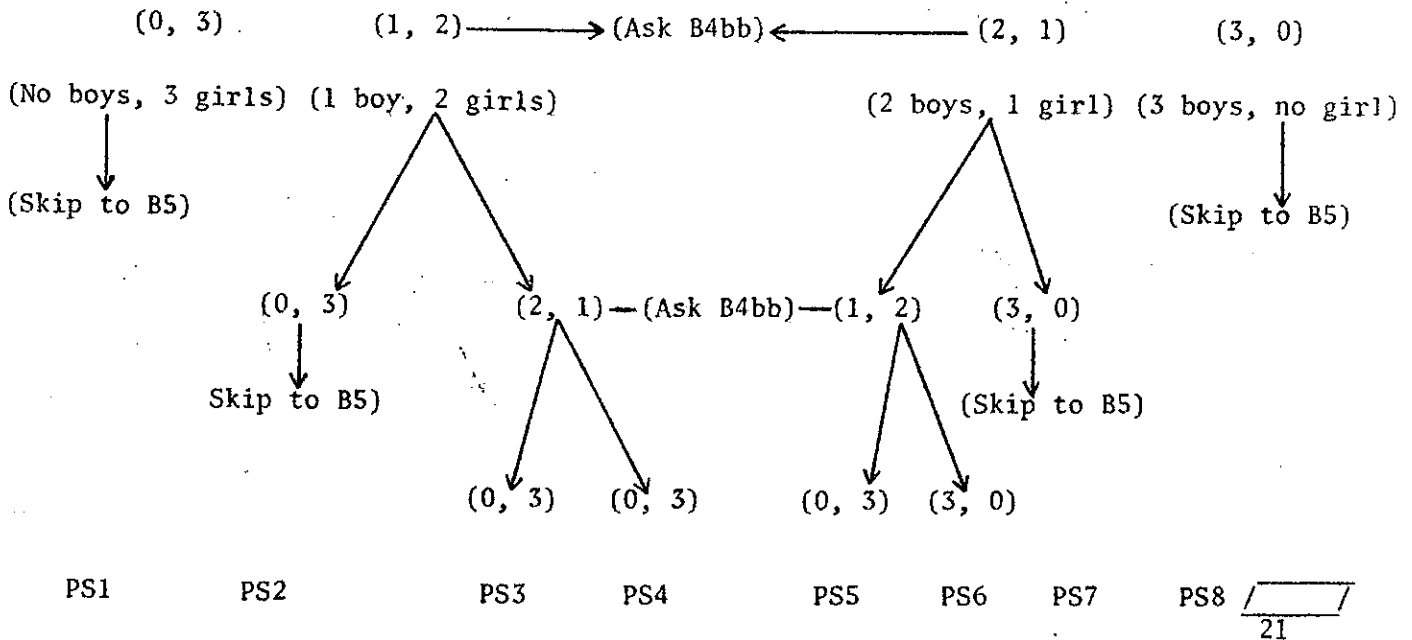 (0, 3) (1, 2) (Ask B4bb) (2, 1) (3, 0)
(No boys, 3 girls) (1 boy, 2 girls) (2 boys, 1 girl) (3 boys, no girl)
(Skip to B5) (Skip to B5)
(0, 3) (2, 1) (Ask B4bb) (1, 2) (3, 0)
Skip to B5) (Skip to B5)
(0, 3) (0, 3) (0, 3) (3, 0)
PS1 PS2 PS3 PS4 PS5 PS6 PS7 PS8
21